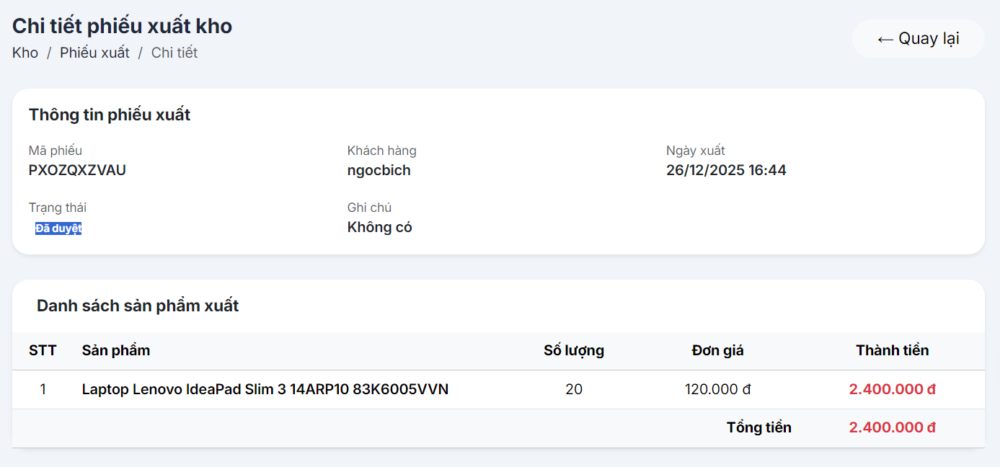 Chi tiết phiếu xuất kho
← Quay lại
Kho / Phiếu xuất / Chi tiết
Thông tin phiếu xuất
Mã phiếu Khách hàng Ngày xuất
PXOZQXZVAU ngocbich 26/12/2025 16:44
Trạng thái Ghi chú
Đã duyệt Không có
Danh sách sản phẩm xuất
STT Sản phẩm Số lượng Đơn giá Thành tiền
1 Laptop Lenovo IdeaPad Slim 3 14ARP10 83K6005VVN 20 120.000 đ 2.400.000 đ
Tổng tiền 2.400.000 đ